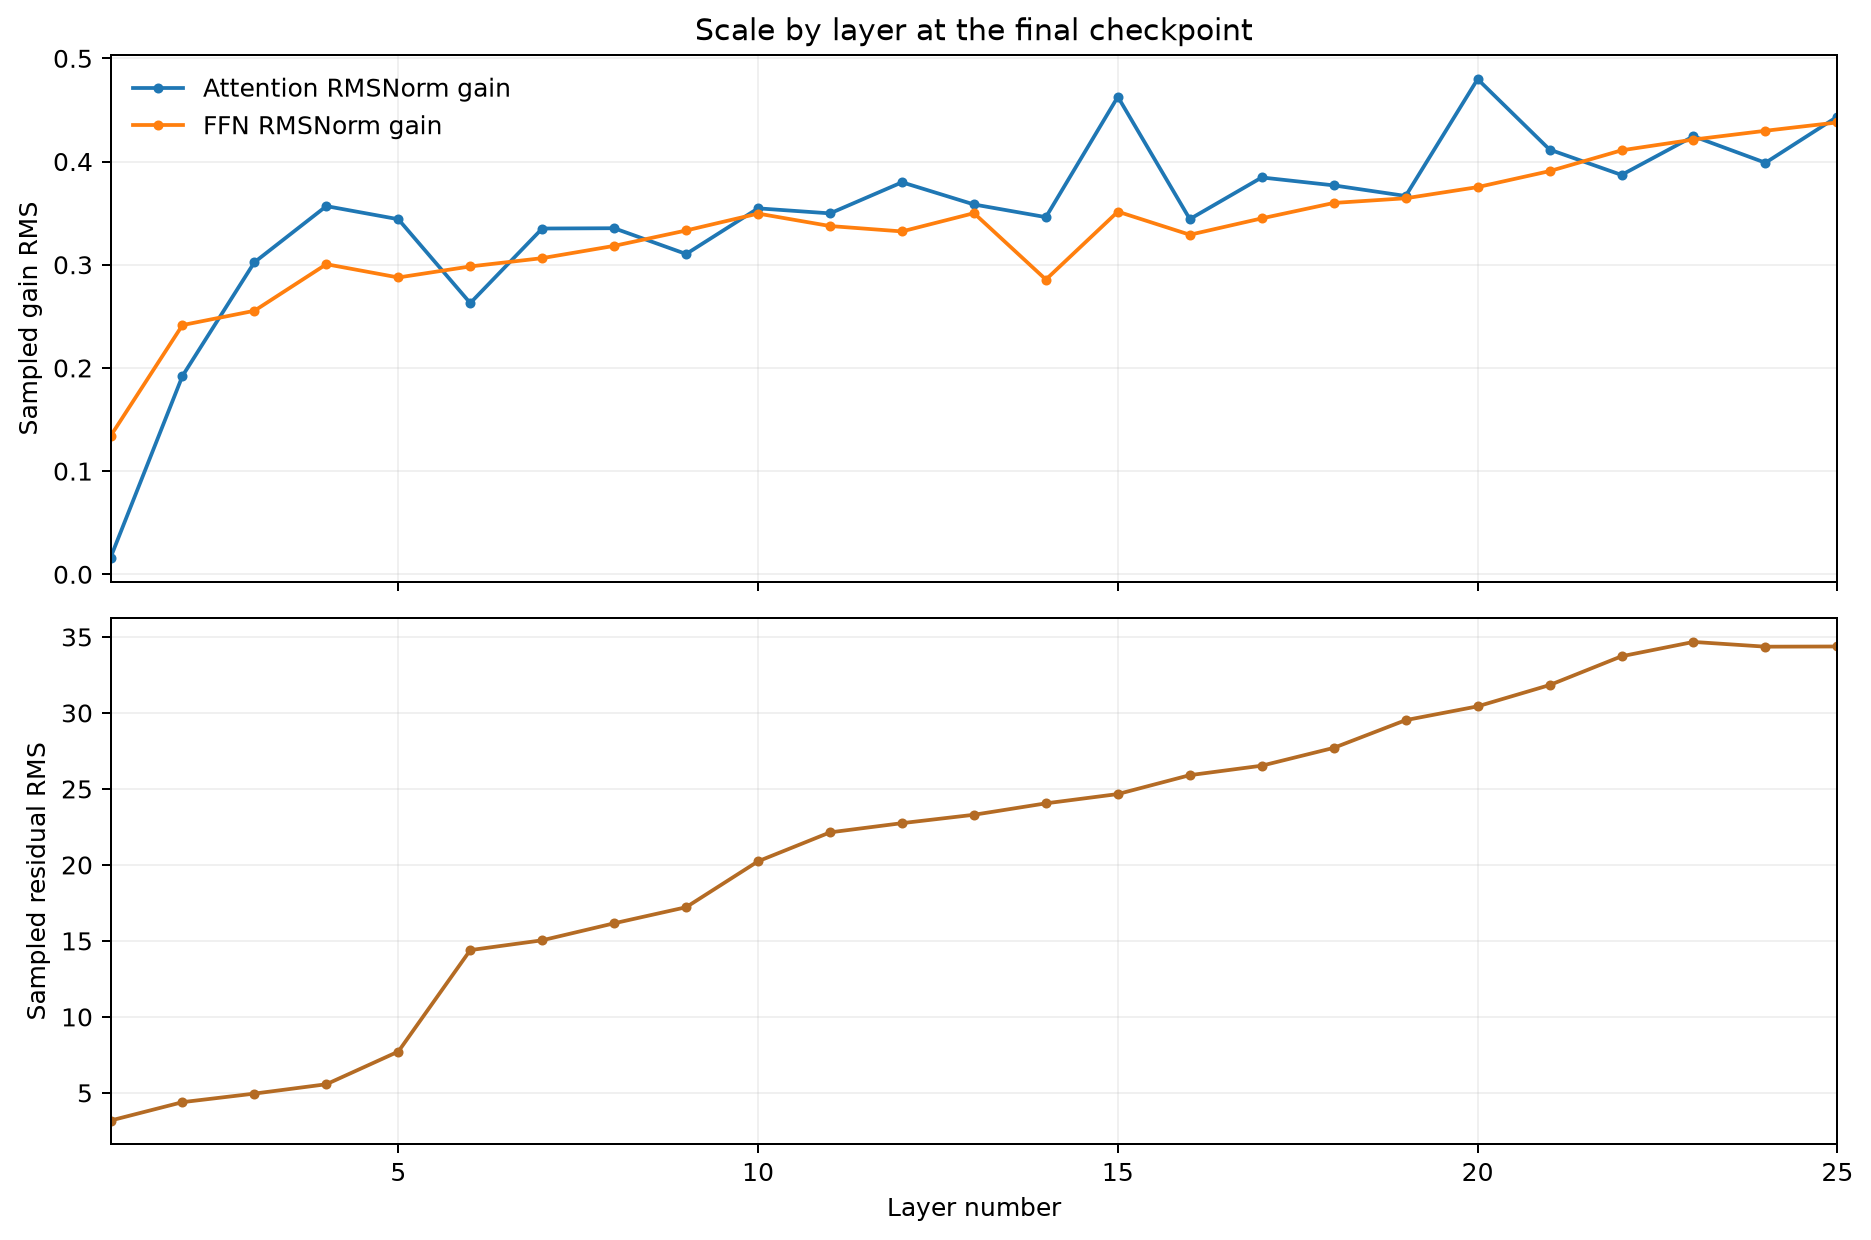 Scale by layer at the final checkpoint
0.5
0.4
0.3
0.2
0.1
0.0
Sampled gain RMS
Attention RMSNorm gain
FFN RMSNorm gain
35
30
25
20
15
10
5
Sampled residual RMS
5 10 15 20 25
Layer number